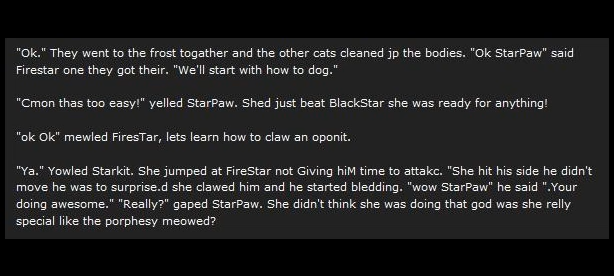 "Ok." They went to the frost togather and the other cats cleaned jp the bodies. "Ok StarPaw" said
Firestar one they got their. "We'll start with how to dog."
"Cmon thas too easy!" yelled StarPaw. Shed just beat BlackStar she was ready for anything!
"ok Ok" mewled FiresTar, lets learn how to claw an oponit.
"Ya." Yowled Starkit. She jumped at FireStar not Giving hiM time to attakc. "She hit his side he didn't
move he was to surprise.d she clawed him and he started bledding. "wow StarPaw" he said ".Your
doing awesome." "Really?" gaped StarPaw. She didn't think she was doing that god was she relly
special like the porphesy meowed?